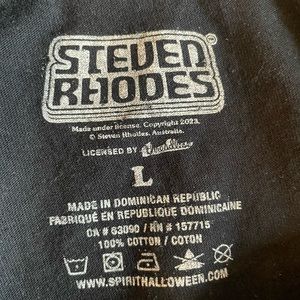 STEVEN
RHODES
Made under license. Copyright 2023.
© Steven Rhodes. Australia.
LICENSED BY Threadless
L
MADE IN DOMINICAN REPUBLIC
FABRIQUÉ EN REPUBLIQUE DOMINICAINE
CA # 63090 / RN # 157715
100% COTTON / COTON
WWW.SPIRITHALLOWEEN.COM